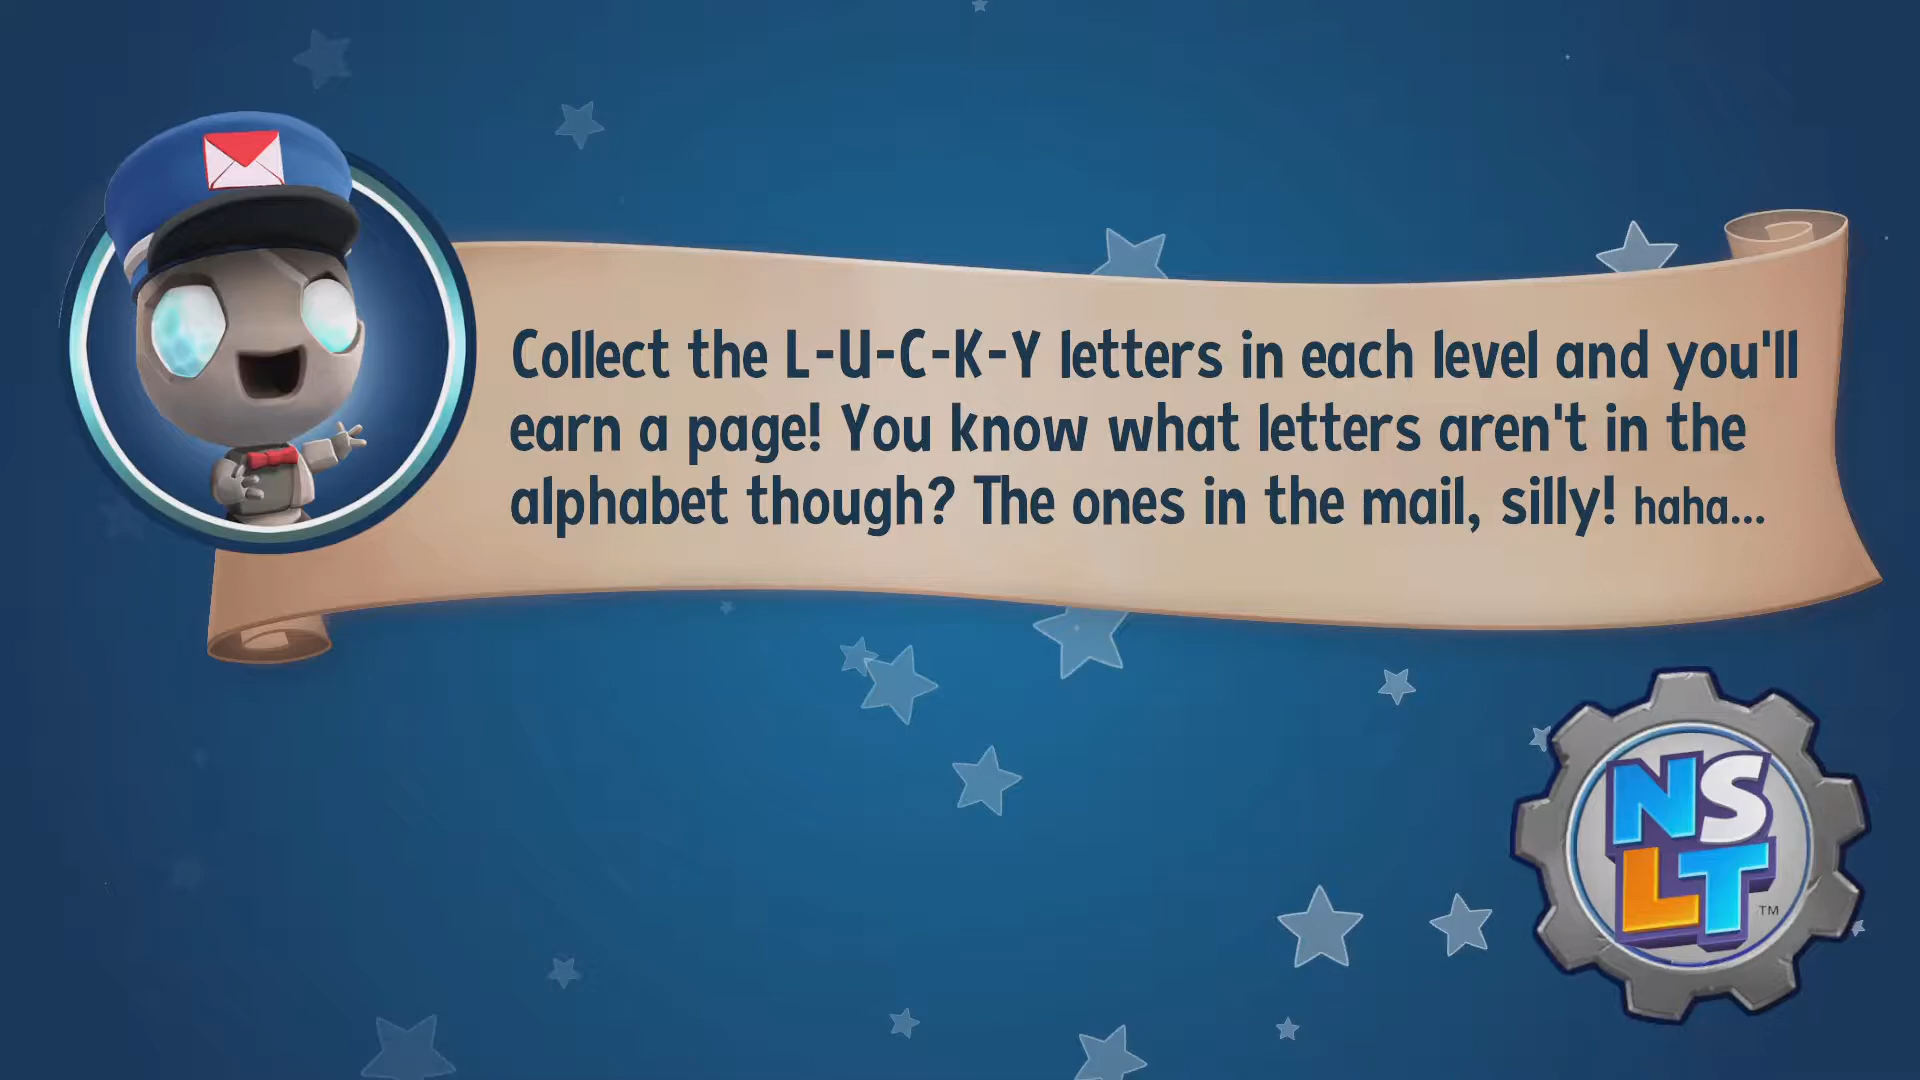 Collect the L-U-C-K-Y letters in each level and you'll
earn a page! You know what letters aren't in the
alphabet though? The ones in the mail, silly! haha...
NS
LT
TM